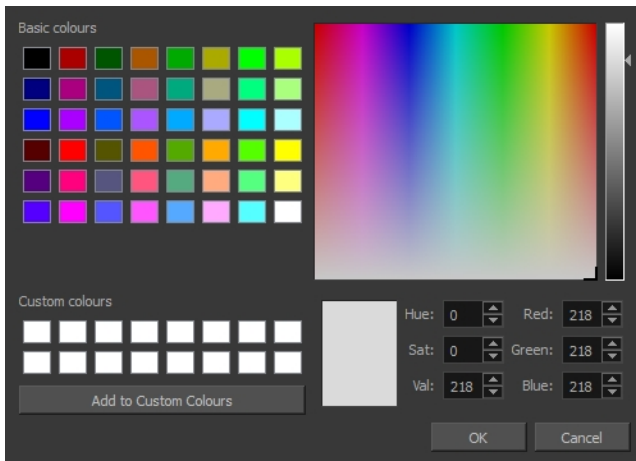 Basic colours
Custom colours
Add to Custom Colours
Hue: 0 Red: 218
Sat: 0 Green: 218
Val: 218 Blue: 218
OK Cancel